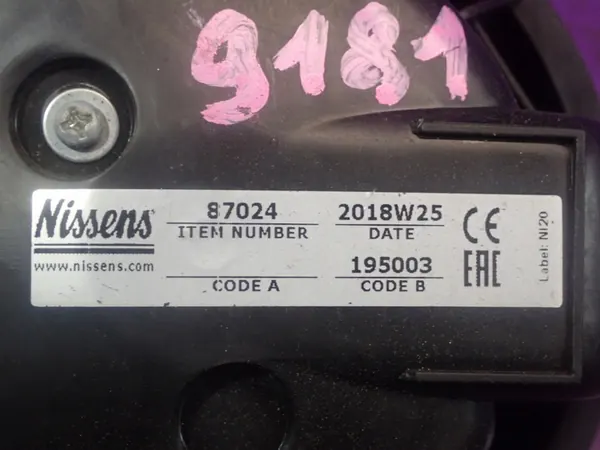 9181
Nissens 87024 2018W25 CE
ITEM NUMBER DATE
www.nissens.com 195003 EAC
CODE A CODE B
Label: NI20